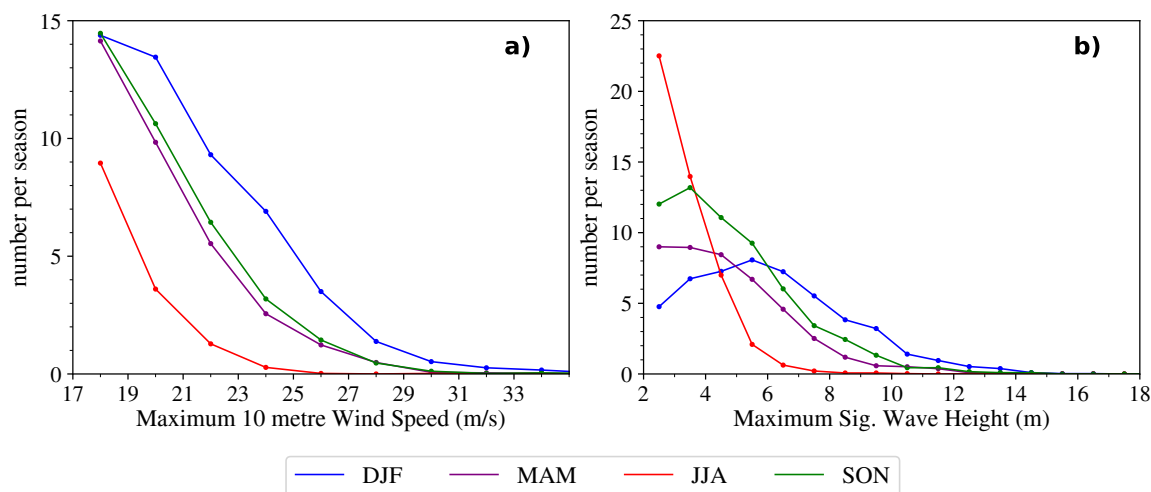 a)
number per season
15
10
5
0
17 19 21 23 25 27 29 31 33
Maximum 10 metre Wind Speed (m/s)
b)
number per season
25
20
15
10
5
0
2 4 6 8 10 12 14 16 18
Maximum Sig. Wave Height (m)
DJF MAM JJA SON